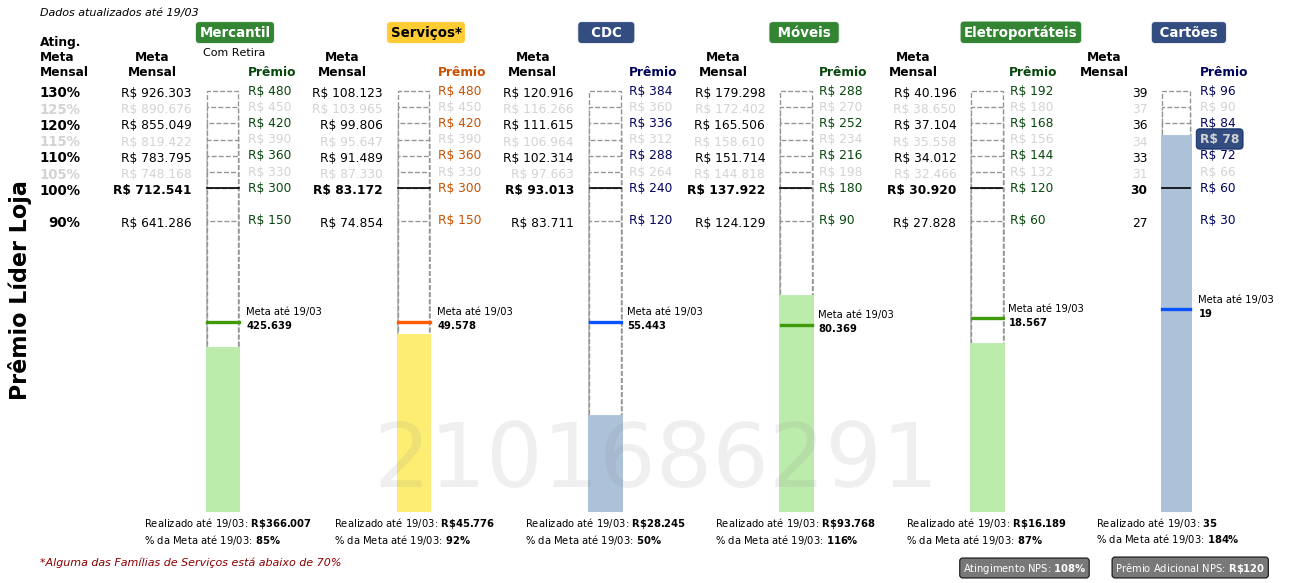 Dados atualizados até 19/03
Mercantil Serviços* CDC Móveis Eletroportáteis Cartões
Com Retira
Ating. Meta Mensal
Meta Mensal Prêmio Meta Mensal Prêmio Meta Mensal Prêmio Meta Mensal Prêmio Meta Mensal Prêmio Meta Mensal Prêmio
130% R$ 926.303 R$ 480 R$ 108.123 R$ 480 R$ 120.916 R$ 384 R$ 179.298 R$ 288 R$ 40.196 R$ 192 39 R$ 96
125% R$ 890.676 R$ 450 R$ 103.965 R$ 450 R$ 116.266 R$ 360 R$ 172.402 R$ 270 R$ 38.650 R$ 180 37 R$ 90
120% R$ 855.049 R$ 420 R$ 99.806 R$ 420 R$ 111.615 R$ 336 R$ 165.506 R$ 252 R$ 37.104 R$ 168 36 R$ 84
115% R$ 819.422 R$ 390 R$ 95.647 R$ 390 R$ 106.964 R$ 312 R$ 158.610 R$ 234 R$ 35.558 R$ 156 34 R$ 78
110% R$ 783.795 R$ 360 R$ 91.489 R$ 360 R$ 102.314 R$ 288 R$ 151.714 R$ 216 R$ 34.012 R$ 144 33 R$ 72
105% R$ 748.168 R$ 330 R$ 87.330 R$ 330 R$ 97.663 R$ 264 R$ 144.818 R$ 198 R$ 32.466 R$ 132 31 R$ 66
100% R$ 712.541 R$ 300 R$ 83.172 R$ 300 R$ 93.013 R$ 240 R$ 137.922 R$ 180 R$ 30.920 R$ 120 30 R$ 60
90% R$ 641.286 R$ 150 R$ 74.854 R$ 150 R$ 83.711 R$ 120 R$ 124.129 R$ 90 R$ 27.828 R$ 60 27 R$ 30
Prêmio Líder Loja
Meta até 19/03 Meta até 19/03 Meta até 19/03 Meta até 19/03 Meta até 19/03 Meta até 19/03
425.639 49.578 55.443 80.369 18.567 19
2101686291
Realizado até 19/03: R$366.007 Realizado até 19/03: R$45.776 Realizado até 19/03: R$28.245 Realizado até 19/03: R$93.768 Realizado até 19/03: R$16.189 Realizado até 19/03: 35
% da Meta até 19/03: 85% % da Meta até 19/03: 92% % da Meta até 19/03: 50% % da Meta até 19/03: 116% % da Meta até 19/03: 87% % da Meta até 19/03: 184%
*Alguma das Famílias de Serviços está abaixo de 70%
Atingimento NPS: 108% Prêmio Adicional NPS: R$120